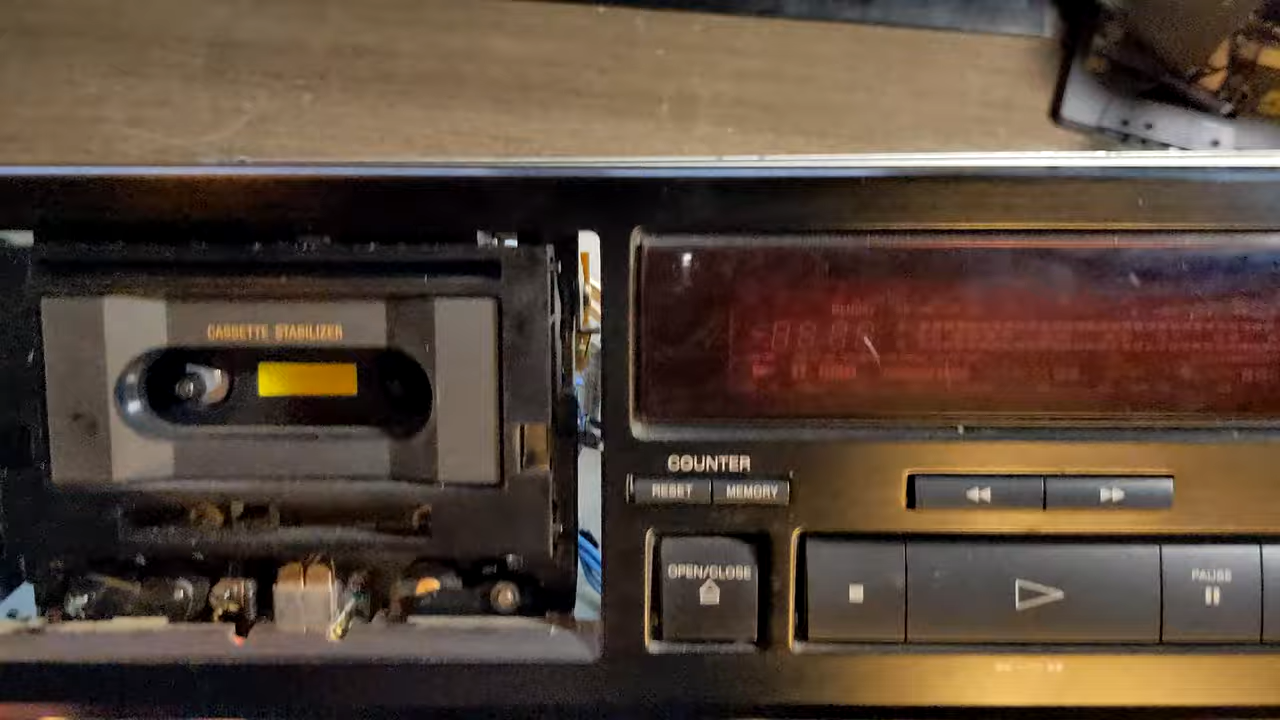 CASSETTE STABILIZER
COUNTER
RESET MEMORY
OPEN/CLOSE
PAUSE